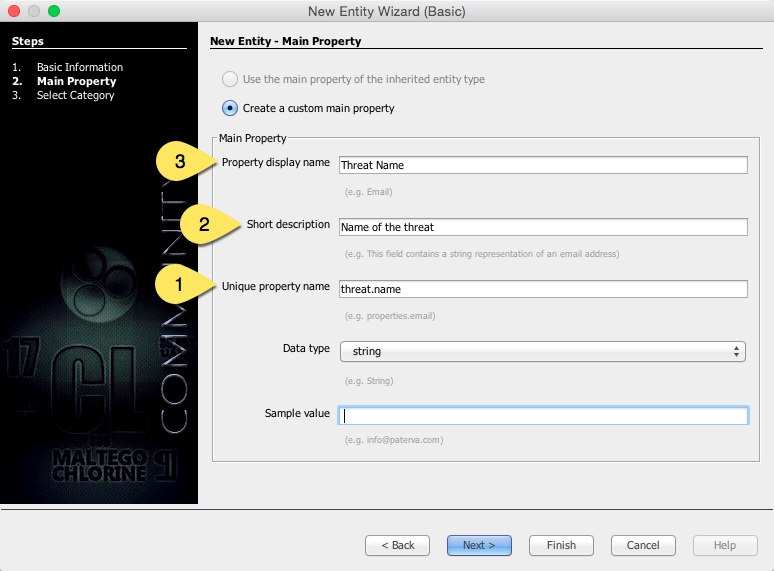 New Entity Wizard (Basic)
Steps
1. Basic Information
2. Main Property
3. Select Category
New Entity - Main Property
Use the main property of the inherited entity type
Create a custom main property
Main Property
3 Property display name Threat Name
(e.g. Email)
2 Short description Name of the threat
(e.g. This field contains a string representation of an email address)
1 Unique property name threat.name
(e.g. properties.email)
Data type string
(e.g. String)
Sample value
(e.g. info@paterva.com)
COMMUNITY
17
CL
MALTEGO
CHLORINE
< Back Next > Finish Cancel Help